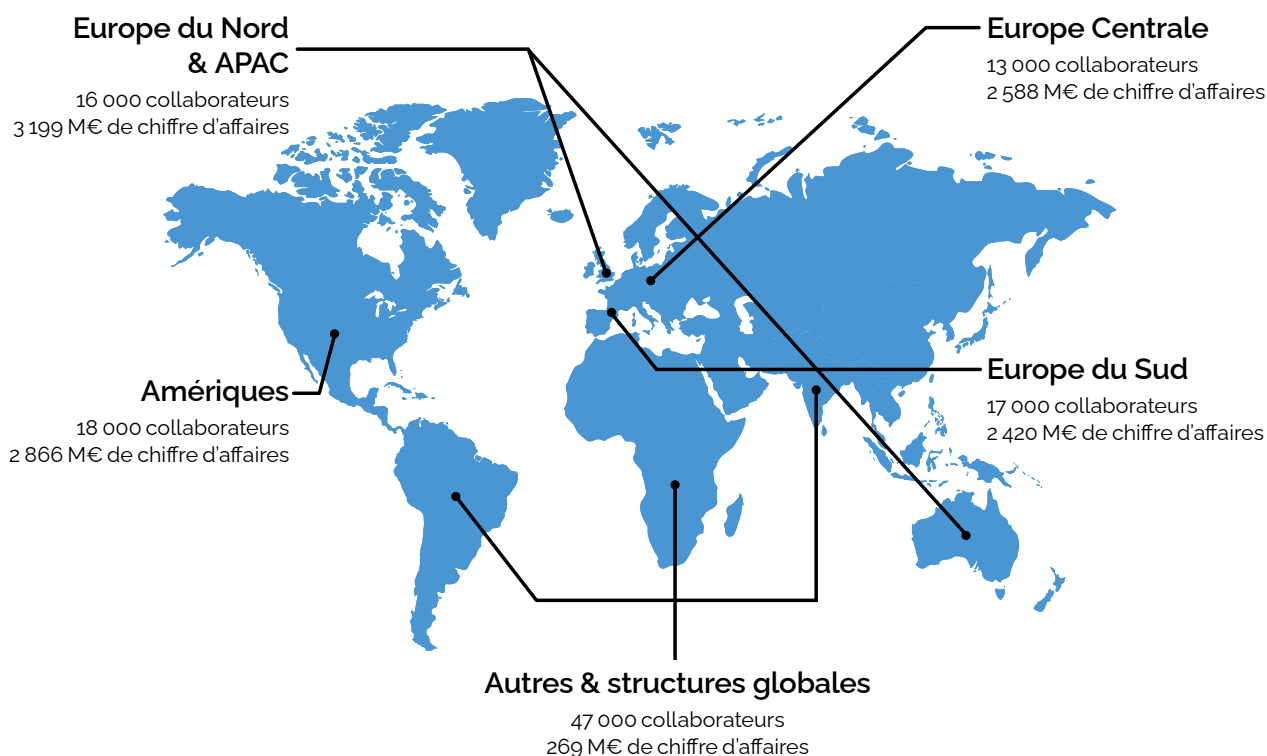 Europe du Nord
& APAC
16 000 collaborateurs
3 199 M€ de chiffre d'affaires
Europe Centrale
13 000 collaborateurs
2 588 M€ de chiffre d'affaires
Amériques
18 000 collaborateurs
2 866 M€ de chiffre d'affaires
Europe du Sud
17 000 collaborateurs
2 420 M€ de chiffre d'affaires
Autres & structures globales
47 000 collaborateurs
269 M€ de chiffre d'affaires